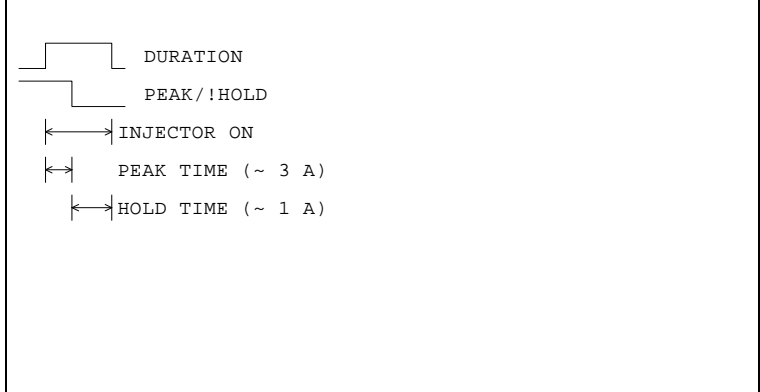 DURATION
PEAK/!HOLD
INJECTOR ON
PEAK TIME (~ 3 A)
HOLD TIME (~ 1 A)